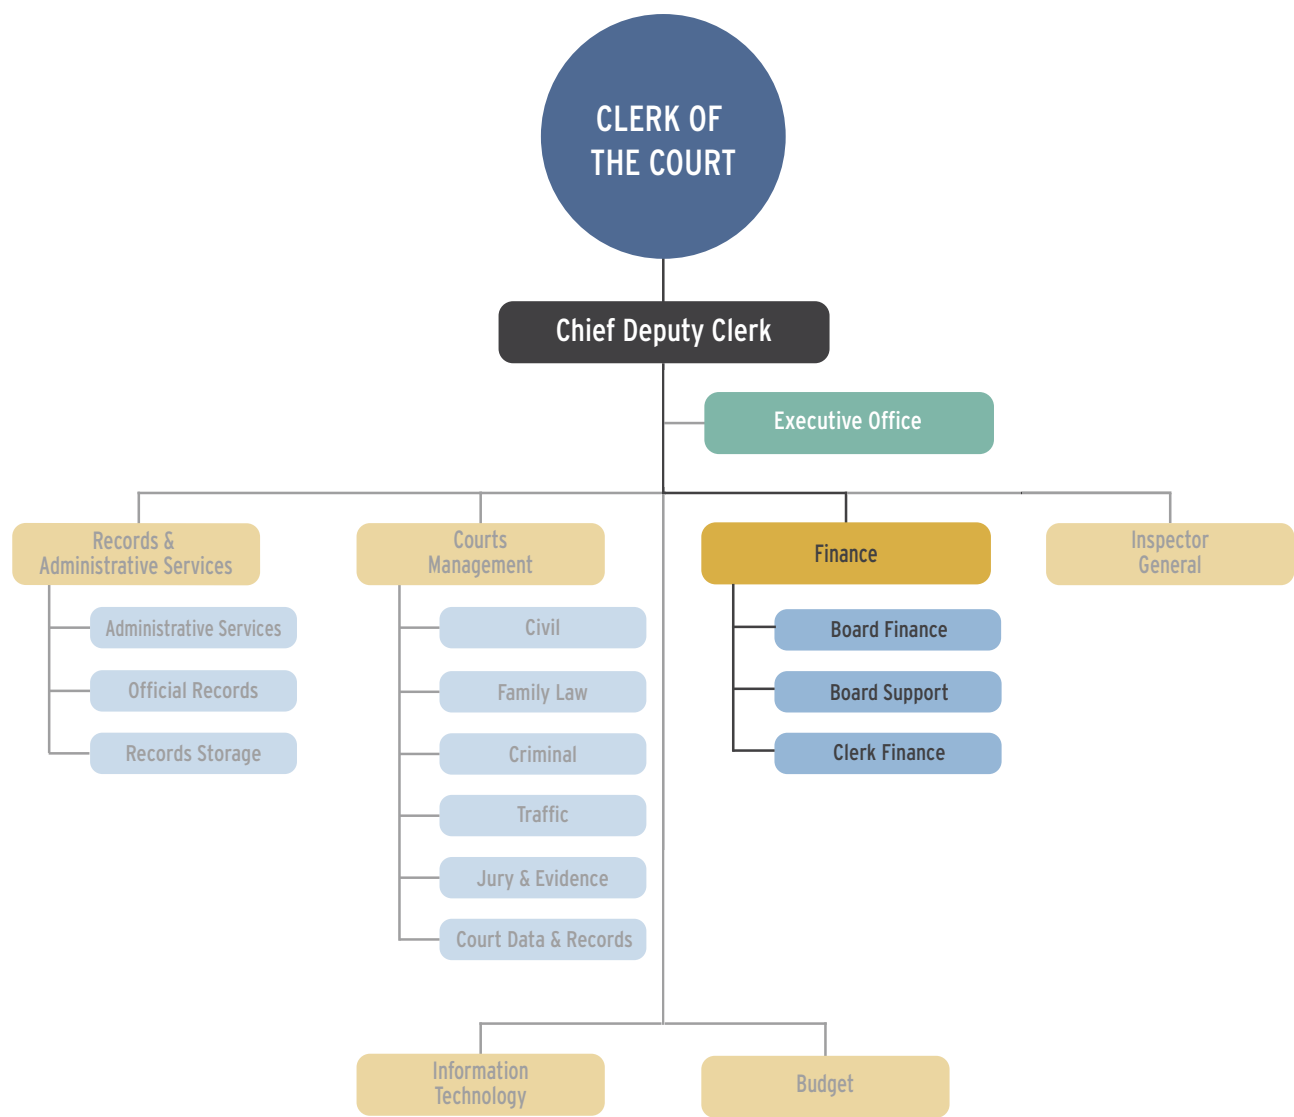 CLERK OF
THE COURT
Chief Deputy Clerk
Executive Office
Records &
Administrative Services
Administrative Services
Official Records
Records Storage
Courts
Management
Civil
Family Law
Criminal
Traffic
Jury & Evidence
Court Data & Records
Finance
Board Finance
Board Support
Clerk Finance
Inspector
General
Information
Technology
Budget